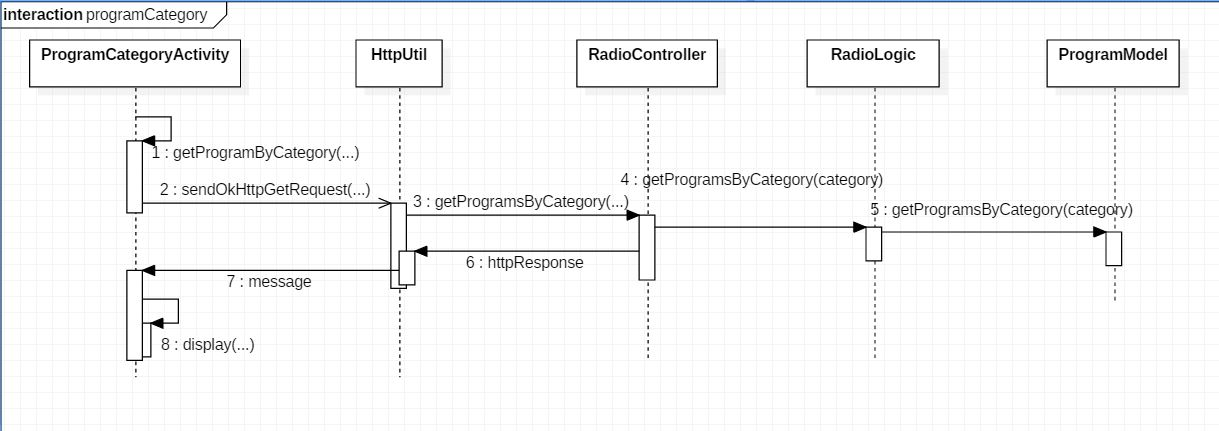 interaction programCategory
ProgramCategoryActivity
HttpUtil
RadioController
RadioLogic
ProgramModel
1 : getProgramByCategory(...)
2 : sendOkHttpGetRequest(...)
3 : getProgramsByCategory(...)
4 : getProgramsByCategory(category)
5 : getProgramsByCategory(category)
6 : httpResponse
7 : message
8 : display(...)